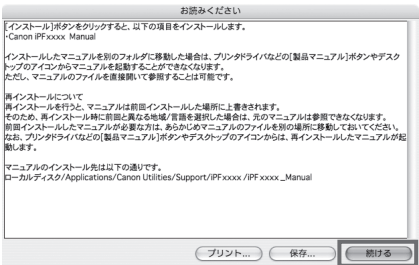 お読みください
[インストール]ボタンをクリックすると、以下の項目をインストールします。
・Canon iPFxxxx Manual
インストールしたマニュアルを別のフォルダに移動した場合は、プリンタドライバなどの[製品マニュアル]ボタンやデスク
トップのアイコンからマニュアルを起動することができなくなります。
ただし、マニュアルのファイルを直接開いて参照することは可能です。
再インストールについて
再インストールを行うと、マニュアルは前回インストールした場所に上書きされます。
そのため、再インストール時に前回と異なる地域/言語を選択した場合は、元のマニュアルは参照できなくなります。
前回インストールしたマニュアルが必要な方は、あらかじめマニュアルのファイルを別の場所に移動しておいてください。
なお、プリンタドライバなどの[製品マニュアル]ボタンやデスクトップのアイコンからは、再インストールしたマニュアルが起
動します。
マニュアルのインストール先は以下の通りです。
ローカルディスク/Applications/Canon Utilities/Support/iPFxxxx/iPFxxxx_Manual
プリント... 保存... 続ける